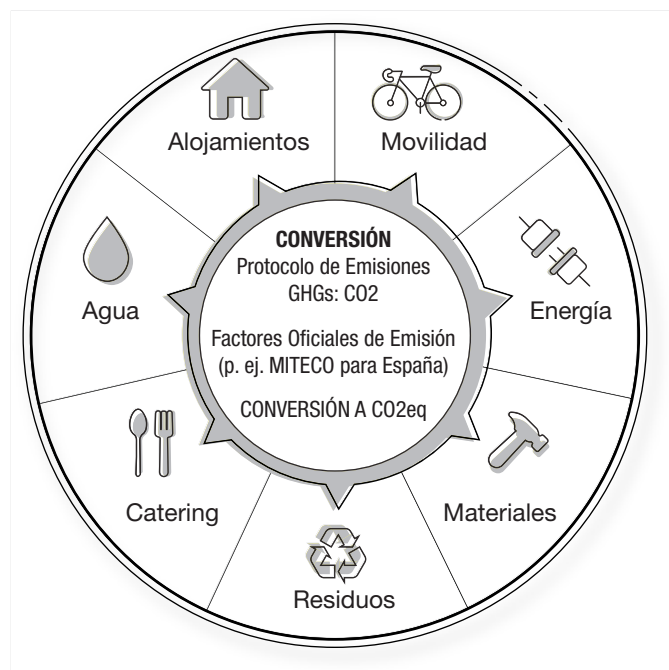 Alojamientos
Movilidad
Agua
Energía
CONVERSIÓN
Protocolo de Emisiones
GHGs: CO2
Factores Oficiales de Emisión
(p. ej. MITECO para España)
CONVERSIÓN A CO2eq
Catering
Materiales
Residuos